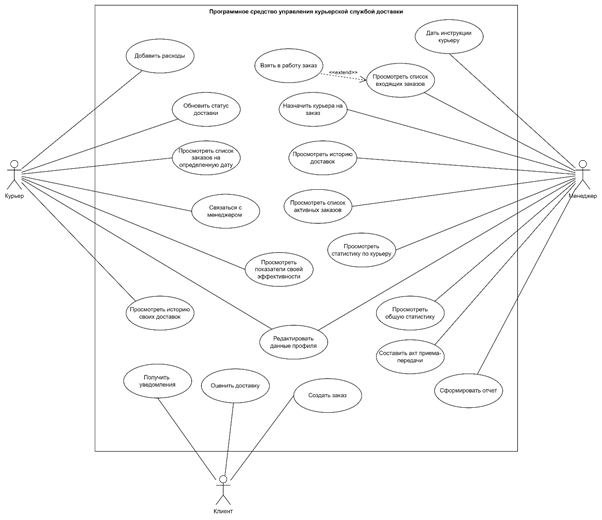 Программное средство управления курьерской службой доставки
Дать инструкции
курьеру
Добавить расходы
Взять в работу заказ
<<extend>>
Просмотреть список
входящих заказов
Обновить статус
доставки
Назначить курьера на
заказ
Просмотреть список
заказов на
определенную дату
Просмотреть историю
доставок
Курьер
Менеджер
Связаться с
менеджером
Просмотреть список
активных заказов
Просмотреть
статистику по курьеру
Просмотреть
показатели своей
эффективности
Просмотреть историю
своих доставок
Просмотреть
общую статистику
Редактировать
данные профиля
Составить акт приема-
передачи
Получить
уведомления
Оценить доставку
Создать заказ
Сформировать отчет
Клиент